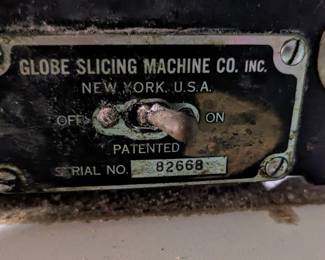 GLOBE SLICING MACHINE CO. INC.
NEW YORK, U.S.A.
OFF ON
PATENTED
SERIAL NO. 82668